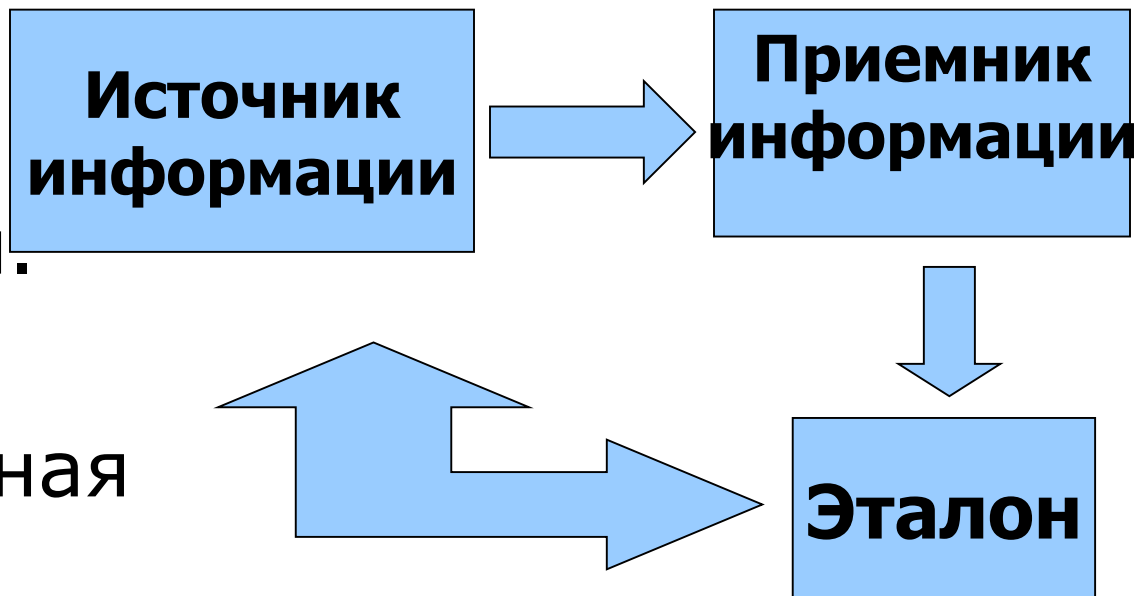 Источник
информации
Приемник
информации
.
ная
Эталон